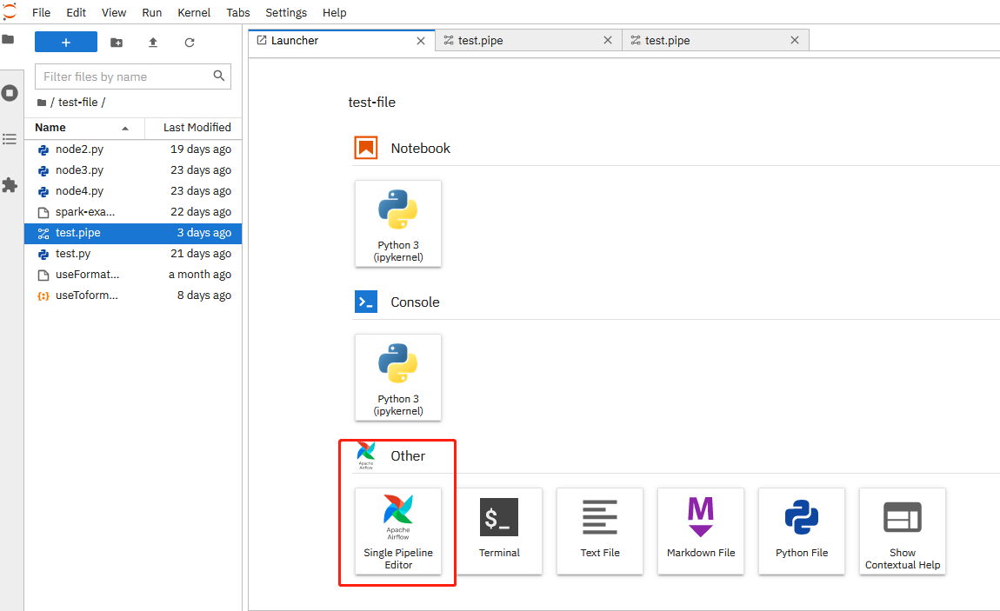 File Edit View Run Kernel Tabs Settings Help
+
Filter files by name
/ test-file /
Name Last Modified
node2.py 19 days ago
node3.py 23 days ago
node4.py 23 days ago
spark-exa... 22 days ago
test.pipe 3 days ago
test.py 21 days ago
useFormat... a month ago
useToform... 8 days ago
Launcher test.pipe test.pipe
test-file
Notebook
Python 3
(ipykernel)
Console
Python 3
(ipykernel)
Apache
Airflow
Other
Apache
Airflow
Single Pipeline
Editor
$_
Terminal
Text File
M
Markdown File
Python File
Show
Contextual Help